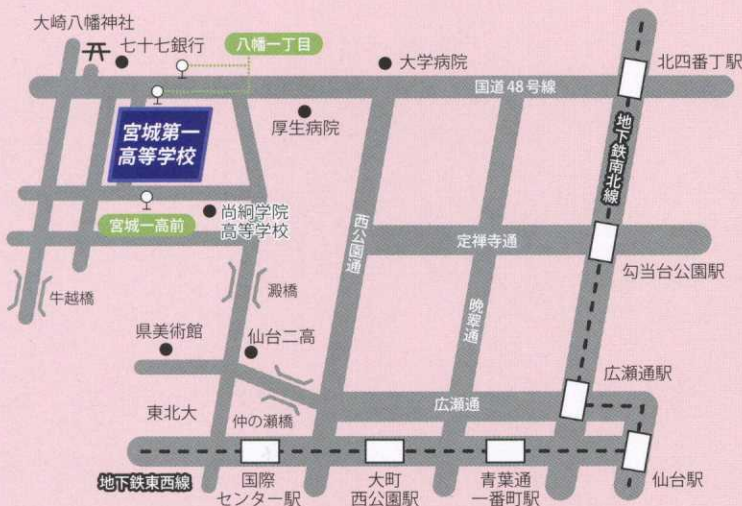 大崎八幡神社
七十七銀行
八幡一丁目
大学病院
北四番丁駅
国道48号線
宮城第一
高等学校
厚生病院
地下鉄南北線
宮城一高前
尚絅学院
高等学校
西公園通
定禅寺通
勾当台公園駅
牛越橋
澱橋
晩翠通
県美術館
仙台二高
広瀬通駅
東北大
仲の瀬橋
広瀬通
地下鉄東西線
国際
センター駅
大町
西公園駅
青葉通
一番町駅
仙台駅